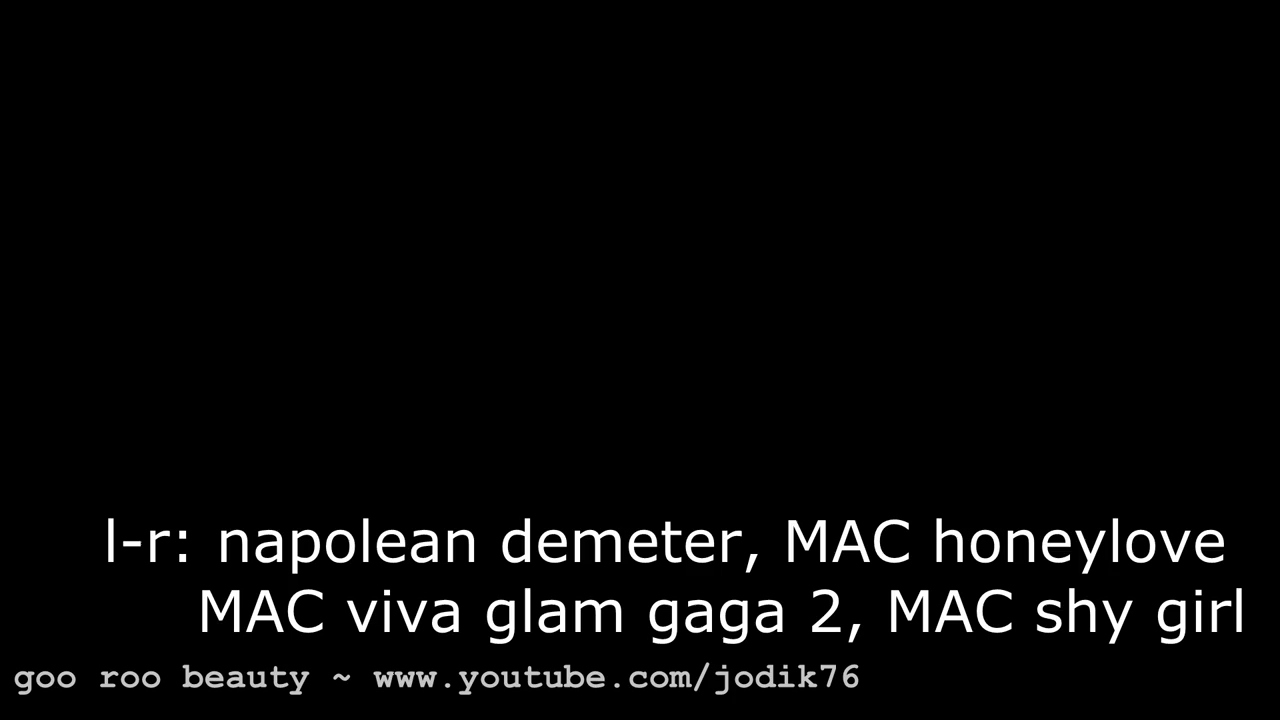 l-r: napolean demeter, MAC honeylove
MAC viva glam gaga 2, MAC shy girl
goo roo beauty ~ www.youtube.com/jodik76